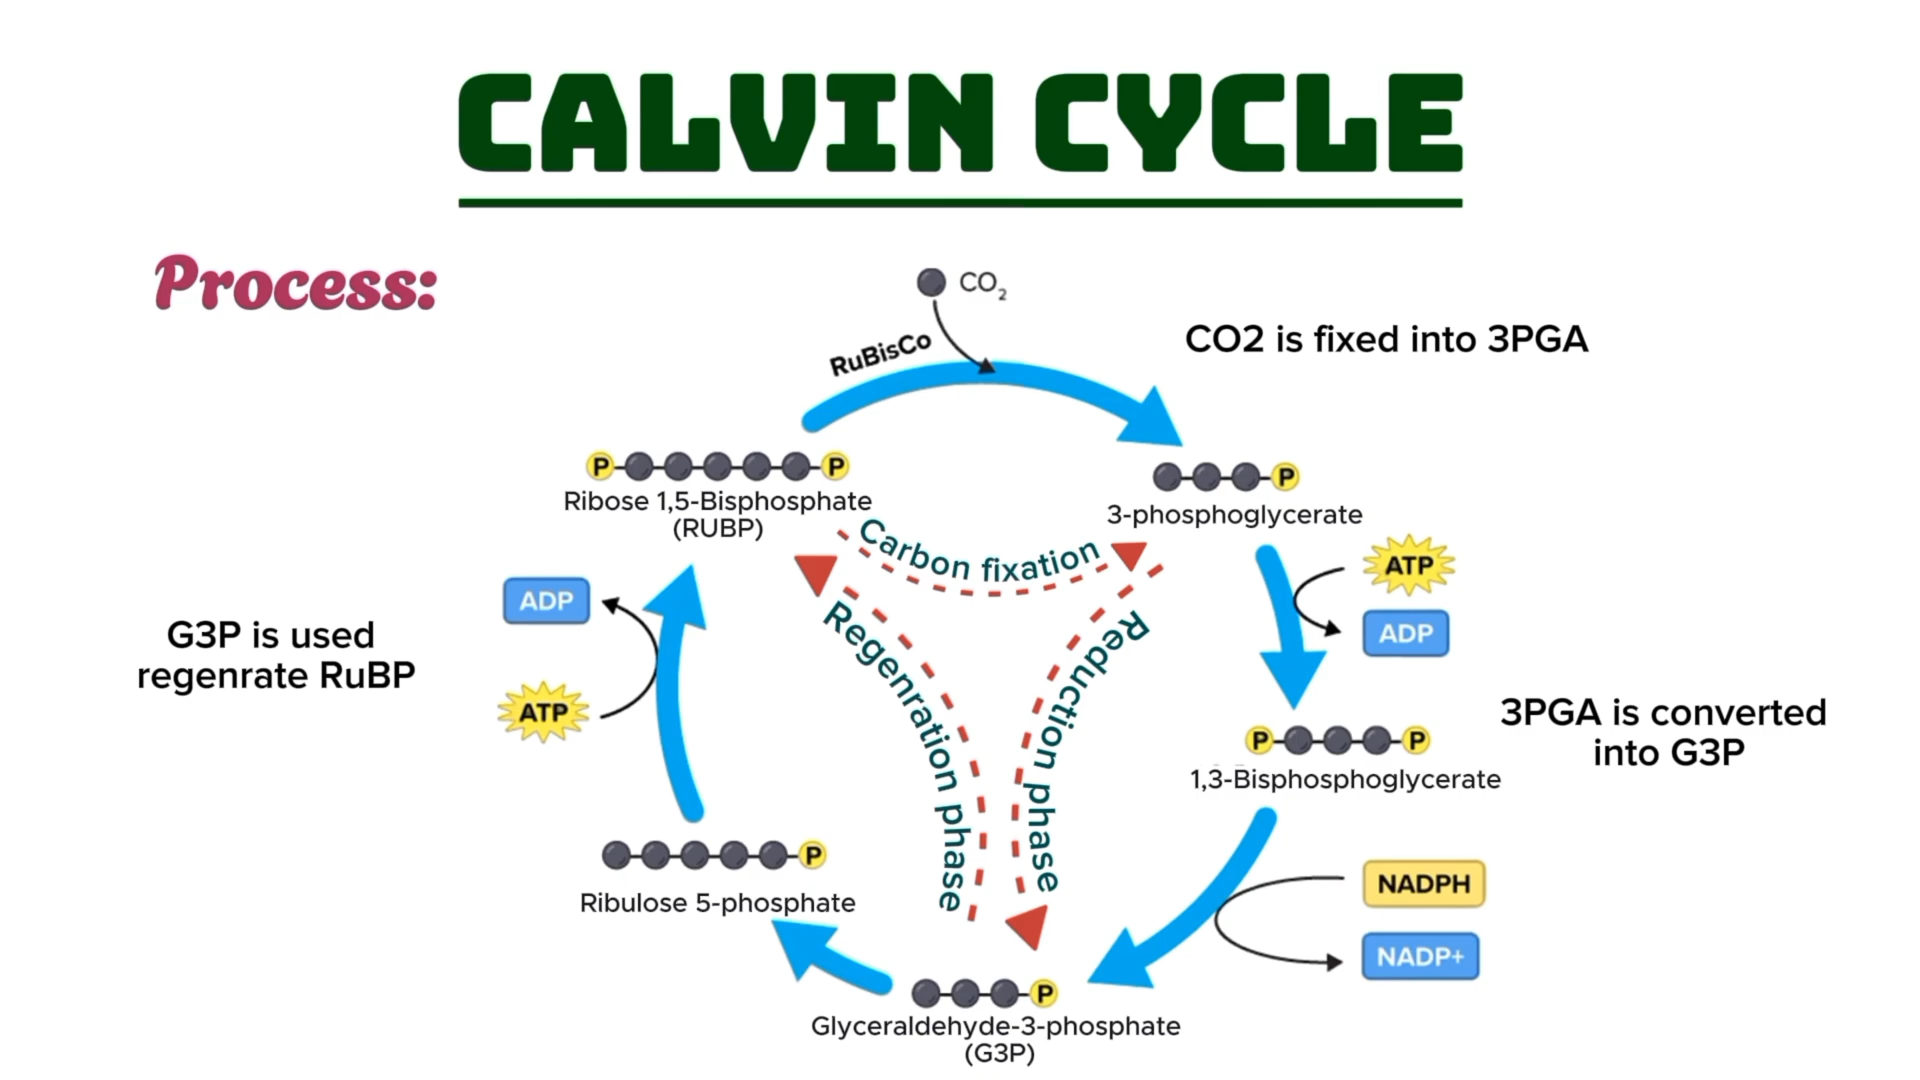 CALVIN CYCLE
Process:
CO2
RuBisCo
CO2 is fixed into 3PGA
P P
Ribose 1,5-Bisphosphate
(RUBP)
P
3-phosphoglycerate
Carbon fixation
ATP
ADP
Reduction phase
Regenration phase
ADP
ATP
G3P is used
regenrate RuBP
P P
1,3-Bisphosphoglycerate
3PGA is converted
into G3P
P
Ribulose 5-phosphate
NADPH
NADP+
P
Glyceraldehyde-3-phosphate
(G3P)